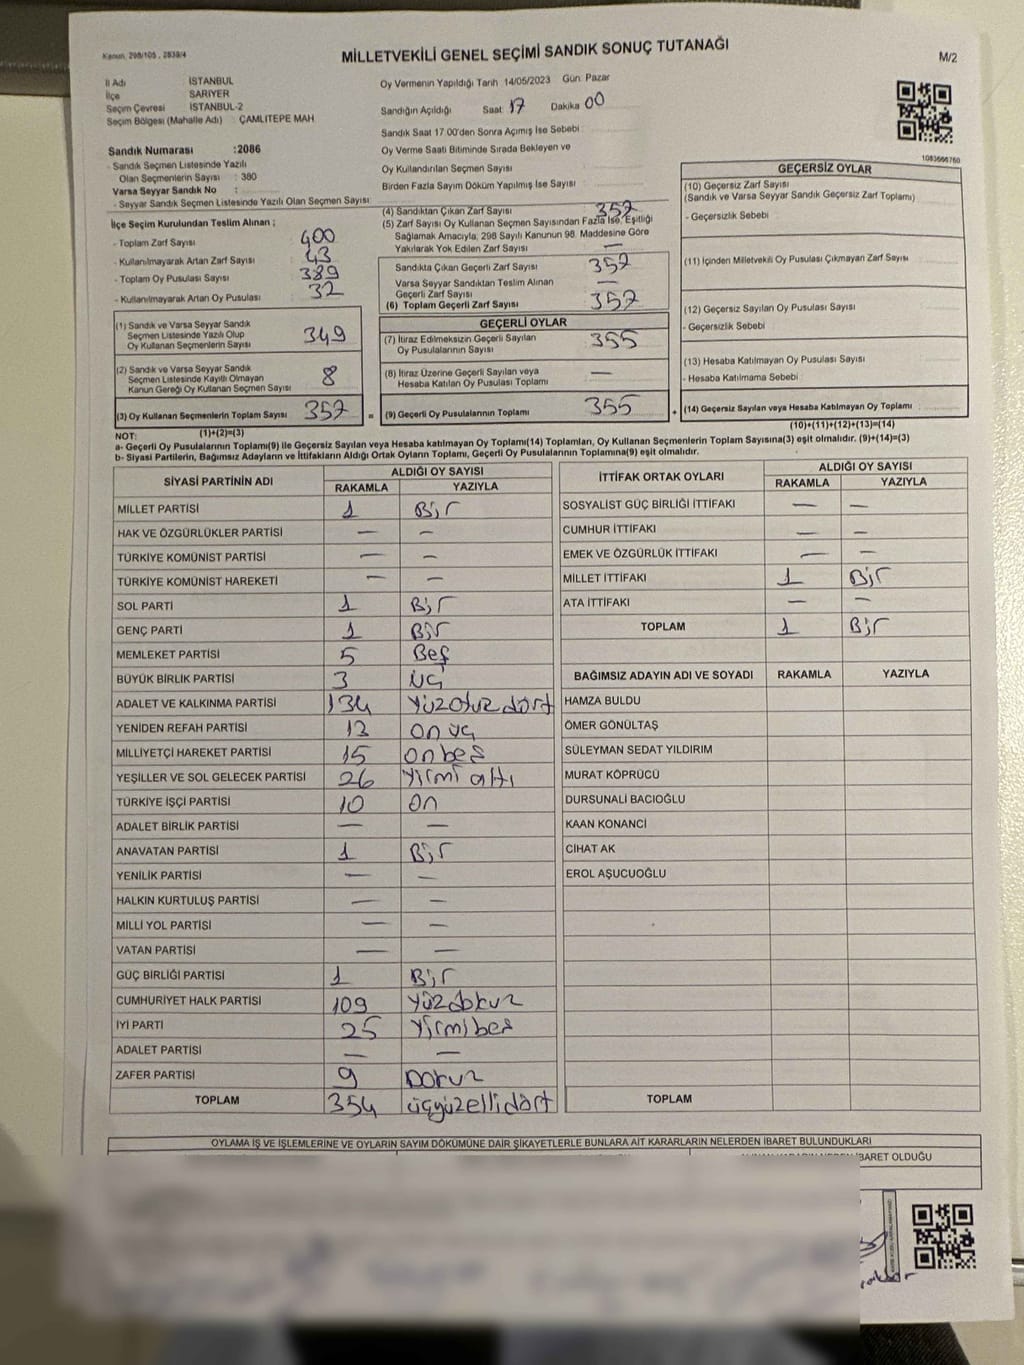 Kanun, 298/105 , 2839/4
MİLLETVEKİLİ GENEL SEÇİMİ SANDIK SONUÇ TUTANAĞI
M/2
İl Adı İSTANBUL
İlçe SARIYER
Seçim Çevresi İSTANBUL-2
Seçim Bölgesi (Mahalle Adı) : ÇAMLITEPE MAH
Sandık Numarası :2086
- Sandık Seçmen Listesinde Yazılı
Olan Seçmenlerin Sayısı : 380
Varsa Seyyar Sandık No :
- Seyyar Sandık Seçmen Listesinde Yazılı Olan Seçmen Sayısı
Oy Vermenin Yapıldığı Tarih 14/05/2023 Gün: Pazar
Sandığın Açıldığı Saat: 17 Dakika 00
Sandık Saat 17.00'den Sonra Açımış İse Sebebi :
Oy Verme Saati Bitiminde Sırada Bekleyen ve
Oy Kullandırılan Seçmen Sayısı
Birden Fazla Sayım Döküm Yapılmış İse Sayısı
1083666760
İlçe Seçim Kurulundan Teslim Alınan ;
- Toplam Zarf Sayısı 400
- Kullanılmayarak Artan Zarf Sayısı : 43
- Toplam Oy Pusulası Sayısı 389
- Kullanılmayarak Artan Oy Pusulası 32
(1) Sandık ve Varsa Seyyar Sandık
Seçmen Listesinde Yazılı Olup
Oy Kullanan Seçmenlerin Sayısı 349
(2) Sandık ve Varsa Seyyar Sandık
Seçmen Listesinde Kayıtlı Olmayan
Kanun Gereği Oy Kullanan Seçmen Sayısı 8
(3) Oy Kullanan Seçmenlerin Toplam Sayısı 357 =
(1)+(2)=(3)
(4) Sandıktan Çıkan Zarf Sayısı 357
(5) Zarf Sayısı Oy Kullanan Seçmen Sayısından Fazla İse, Eşitliği
Sağlamak Amacıyla, 298 Sayılı Kanunun 98. Maddesine Göre
Yakılarak Yok Edilen Zarf Sayısı —
Sandıkta Çıkan Geçerli Zarf Sayısı 357
Varsa Seyyar Sandıktan Teslim Alınan
Geçerli Zarf Sayısı —
(6) Toplam Geçerli Zarf Sayısı 357
GEÇERLİ OYLAR
(7) İtiraz Edilmeksizin Geçerli Sayılan
Oy Pusulalarının Sayısı 355
(8) İtiraz Üzerine Geçerli Sayılan veya
Hesaba Katılan Oy Pusulası Toplamı —
(9) Geçerli Oy Pusulalarının Toplamı 355 +
GEÇERSİZ OYLAR
(10) Geçersiz Zarf Sayısı
(Sandık ve Varsa Seyyar Sandık Geçersiz Zarf Toplamı)
- Geçersizlik Sebebi :
(11) İçinden Milletvekili Oy Pusulası Çıkmayan Zarf Sayısı
(12) Geçersiz Sayılan Oy Pusulası Sayısı :
- Geçersizlik Sebebi :
(13) Hesaba Katılmayan Oy Pusulası Sayısı
- Hesaba Katılmama Sebebi :
(14) Geçersiz Sayılan veya Hesaba Katılmayan Oy Toplamı :
(10)+(11)+(12)+(13)=(14)
NOT:
a- Geçerli Oy Pusulalarının Toplamı(9) ile Geçersiz Sayılan veya Hesaba katılmayan Oy Toplamı(14) Toplamları, Oy Kullanan Seçmenlerin Toplam Sayısına(3) eşit olmalıdır. (9)+(14)=(3)
b- Siyasi Partilerin, Bağımsız Adayların ve İttifakların Aldığı Ortak Oyların Toplamı, Geçerli Oy Pusulalarının Toplamına(9) eşit olmalıdır.
SİYASİ PARTİNİN ADI ALDIĞI OY SAYISI
RAKAMLA YAZIYLA
MİLLET PARTİSİ 1 Bir
HAK VE ÖZGÜRLÜKLER PARTİSİ — —
TÜRKİYE KOMÜNİST PARTİSİ — —
TÜRKİYE KOMÜNİST HAREKETİ — —
SOL PARTİ 1 Bir
GENÇ PARTİ 1 Bir
MEMLEKET PARTİSİ 5 Beş
BÜYÜK BİRLİK PARTİSİ 3 üç
ADALET VE KALKINMA PARTİSİ 134 Yüzotuzdört
YENİDEN REFAH PARTİSİ 13 on üç
MİLLİYETÇİ HAREKET PARTİSİ 15 onbeş
YEŞİLLER VE SOL GELECEK PARTİSİ 26 Yirmi altı
TÜRKİYE İŞÇİ PARTİSİ 10 on
ADALET BİRLİK PARTİSİ — —
ANAVATAN PARTİSİ 1 Bir
YENİLİK PARTİSİ — —
HALKIN KURTULUŞ PARTİSİ — —
MİLLİ YOL PARTİSİ — —
VATAN PARTİSİ — —
GÜÇ BİRLİĞİ PARTİSİ 1 Bir
CUMHURİYET HALK PARTİSİ 109 Yüzdokuz
İYİ PARTİ 25 Yirmibeş
ADALET PARTİSİ — —
ZAFER PARTİSİ 9 Dokuz
TOPLAM 354 üçyüzellidört
İTTİFAK ORTAK OYLARI ALDIĞI OY SAYISI
RAKAMLA YAZIYLA
SOSYALİST GÜÇ BİRLİĞİ İTTİFAKI — —
CUMHUR İTTİFAKI — —
EMEK VE ÖZGÜRLÜK İTTİFAKI — —
MİLLET İTTİFAKI 1 Bir
ATA İTTİFAKI — —
TOPLAM 1 Bir
BAĞIMSIZ ADAYIN ADI VE SOYADI RAKAMLA YAZIYLA
HAMZA BULDU
ÖMER GÖNÜLTAŞ
SÜLEYMAN SEDAT YILDIRIM
MURAT KÖPRÜCÜ
DURSUNALİ BACIOĞLU
KAAN KONANCİ
CİHAT AK
EROL AŞUCUOĞLU
TOPLAM
OYLAMA İŞ VE İŞLEMLERİNE VE OYLARIN SAYIM DÖKÜMÜNE DAİR ŞİKAYETLERLE BUNLARA AİT KARARLARIN NELERDEN İBARET BULUNDUKLARI
İBARET OLDUĞU